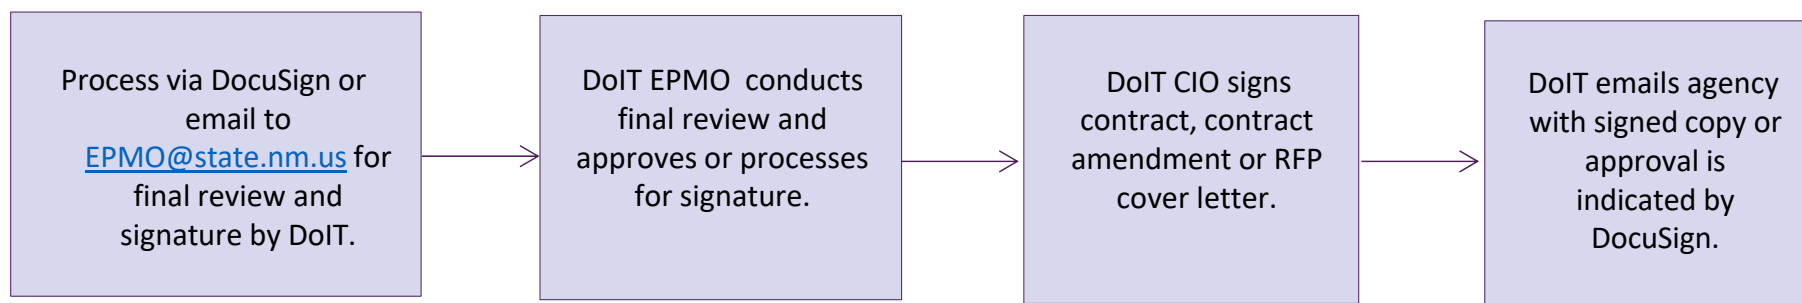 Process via DocuSign or
email to
EPMO@state.nm.us for
final review and
signature by DoIT.
DoIT EPMO  conducts
final review and
approves or processes
for signature.
DoIT CIO signs
contract, contract
amendment or RFP
cover letter.
DoIT emails agency
with signed copy or
approval is
indicated by
DocuSign.